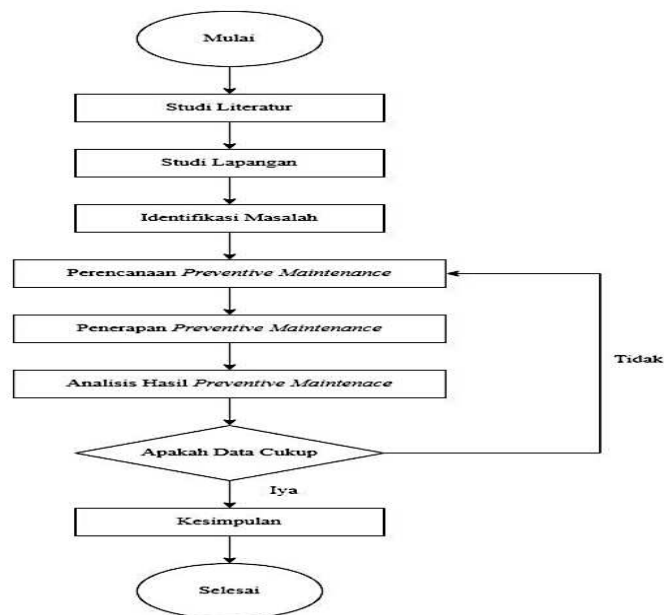 Mulai
Studi Literatur
Studi Lapangan
Identifikasi Masalah
Perencanaan Preventive Maintenance
Penerapan Preventive Maintenance
Analisis Hasil Preventive Maintenace
Apakah Data Cukup
Tidak
Iya
Kesimpulan
Selesai